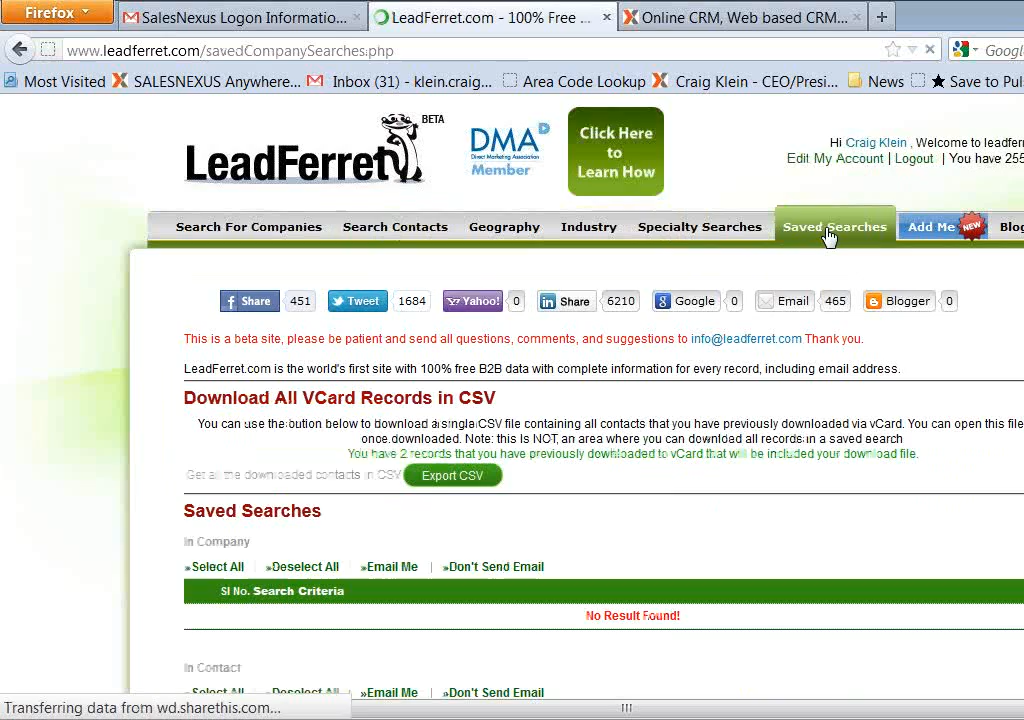 Firefox
SalesNexus Logon Informatio...
LeadFerret.com - 100% Free ...
Online CRM, Web based CRM...
www.leadferret.com/savedCompanySearches.php
Google
Most Visited
SALESNEXUS Anywhere...
Inbox (31) - klein.craig...
Area Code Lookup
Craig Klein - CEO/Presi...
News
Save to Pul
LeadFerret
BETA
DMA
Direct Marketing Association
Member
Click Here
to
Learn How
Hi Craig Klein , Welcome to leadferr
Edit My Account | Logout | You have 255
Search For Companies
Search Contacts
Geography
Industry
Specialty Searches
Saved Searches
Add Me
NEW
Blog
Share 451
Tweet 1684
Yahoo! 0
Share 6210
Google 0
Email 465
Blogger 0
This is a beta site, please be patient and send all questions, comments, and suggestions to info@leadferret.com Thank you.
LeadFerret.com is the world's first site with 100% free B2B data with complete information for every record, including email address.
Download All VCard Records in CSV
You can use the button below to download a single CSV file containing all contacts that you have previously downloaded via vCard. You can open this file
once downloaded. Note: this is NOT, an area where you can downlded all records in a saved search
You have 2 records that you have previously downloaded to vCard that will be included your download file.
Get all the downloaded contacts in CSV
Export CSV
Saved Searches
In Company
»Select All »Deselect All »Email Me | »Don't Send Email
Sl No. Search Criteria
No Result Found!
In Contact
»Select All »Deselect All »Email Me | »Don't Send Email
Transferring data from wd.sharethis.com...